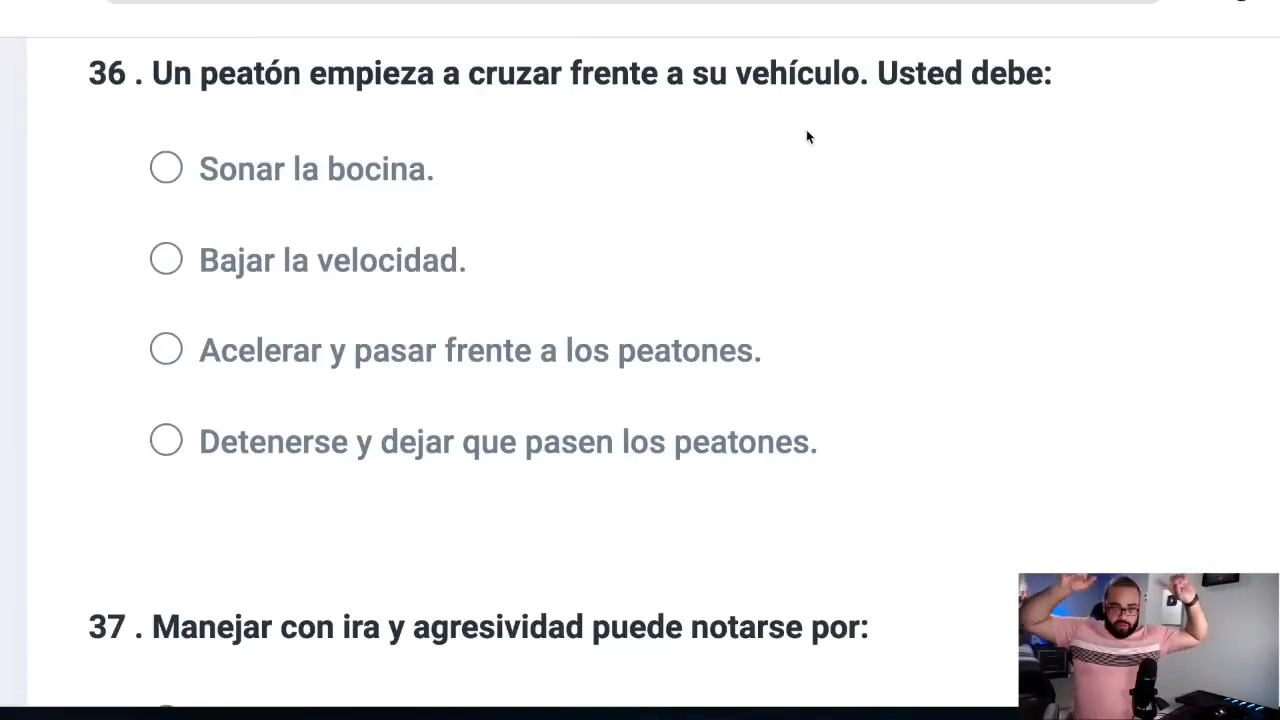 36 . Un peatón empieza a cruzar frente a su vehículo. Usted debe:
Sonar la bocina.
Bajar la velocidad.
Acelerar y pasar frente a los peatones.
Detenerse y dejar que pasen los peatones.
37 . Manejar con ira y agresividad puede notarse por: